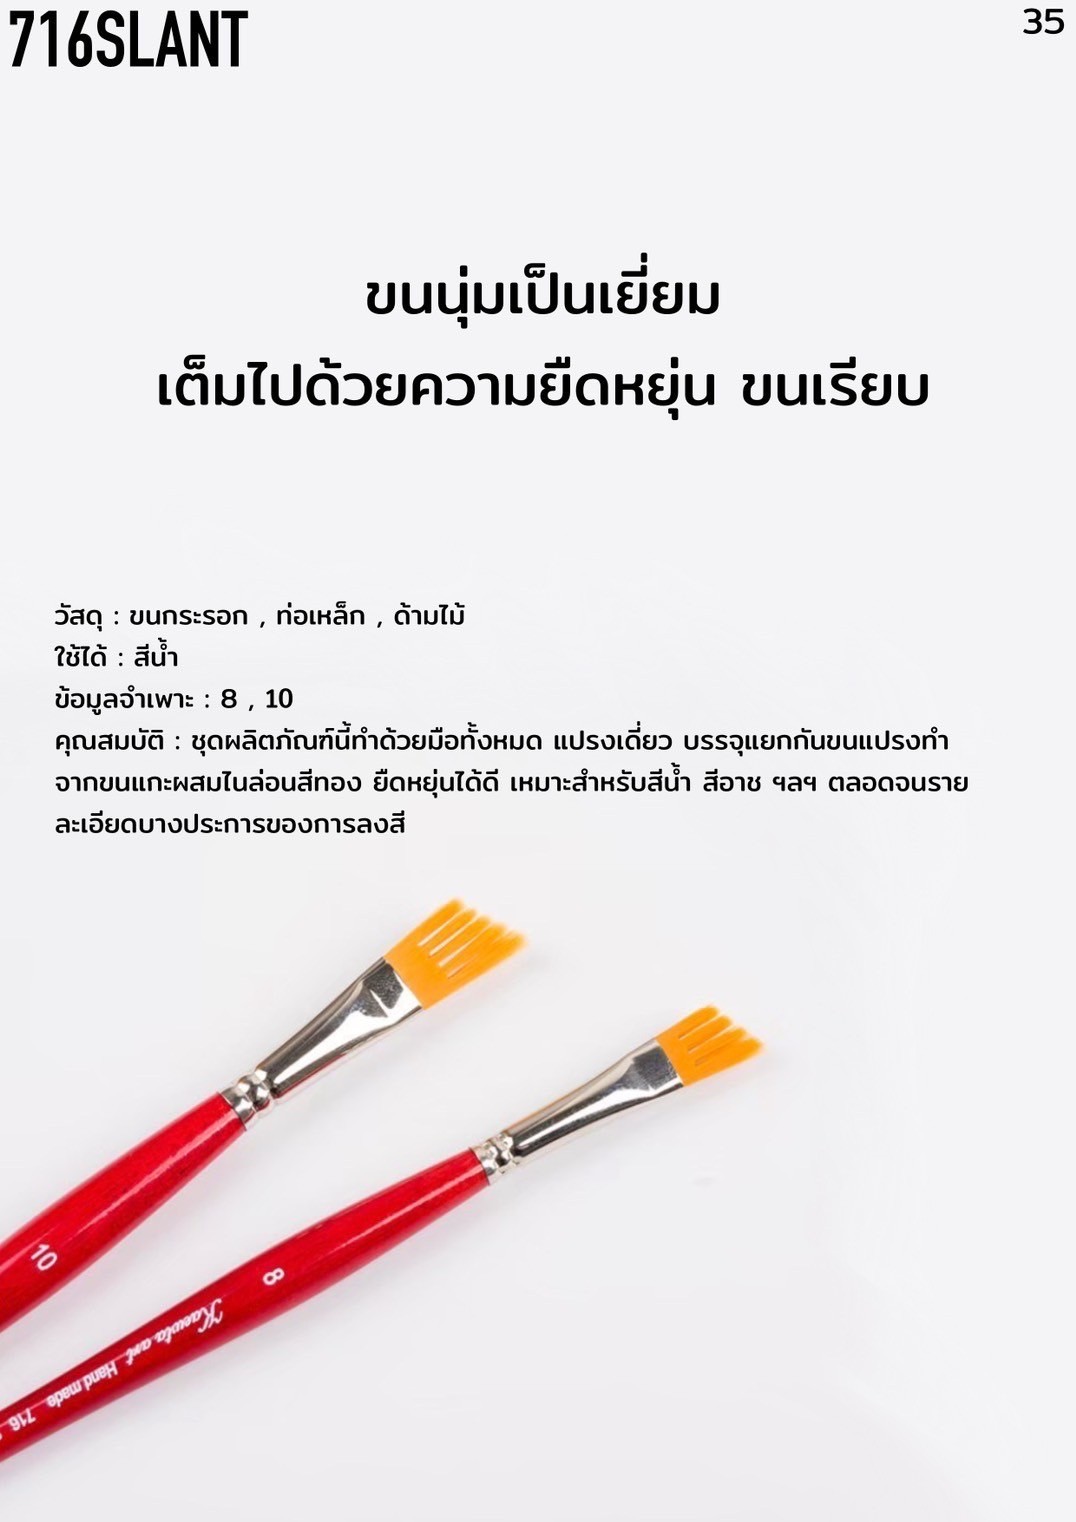 716SLANT
35
ขนนุ่มเป็นเยี่ยม
เต็มไปด้วยความยืดหยุ่น ขนเรียบ
วัสดุ : ขนกระรอก , ท่อเหล็ก , ด้ามไม้
ใช้ได้ : สีน้ำ
ข้อมูลจำเพาะ : 8 , 10
คุณสมบัติ : ชุดผลิตภัณฑ์นี้ทำด้วยมือทั้งหมด แปรงเดี่ยว บรรจุแยกกันขนแปรงทำ
จากขนแกะผสมไนล่อนสีทอง ยืดหยุ่นได้ดี เหมาะสำหรับสีน้ำ สีอาช ฯลฯ ตลอดจนราย
ละเอียดบางประการของการลงสี
10
8
Kaerota art Hand made 716